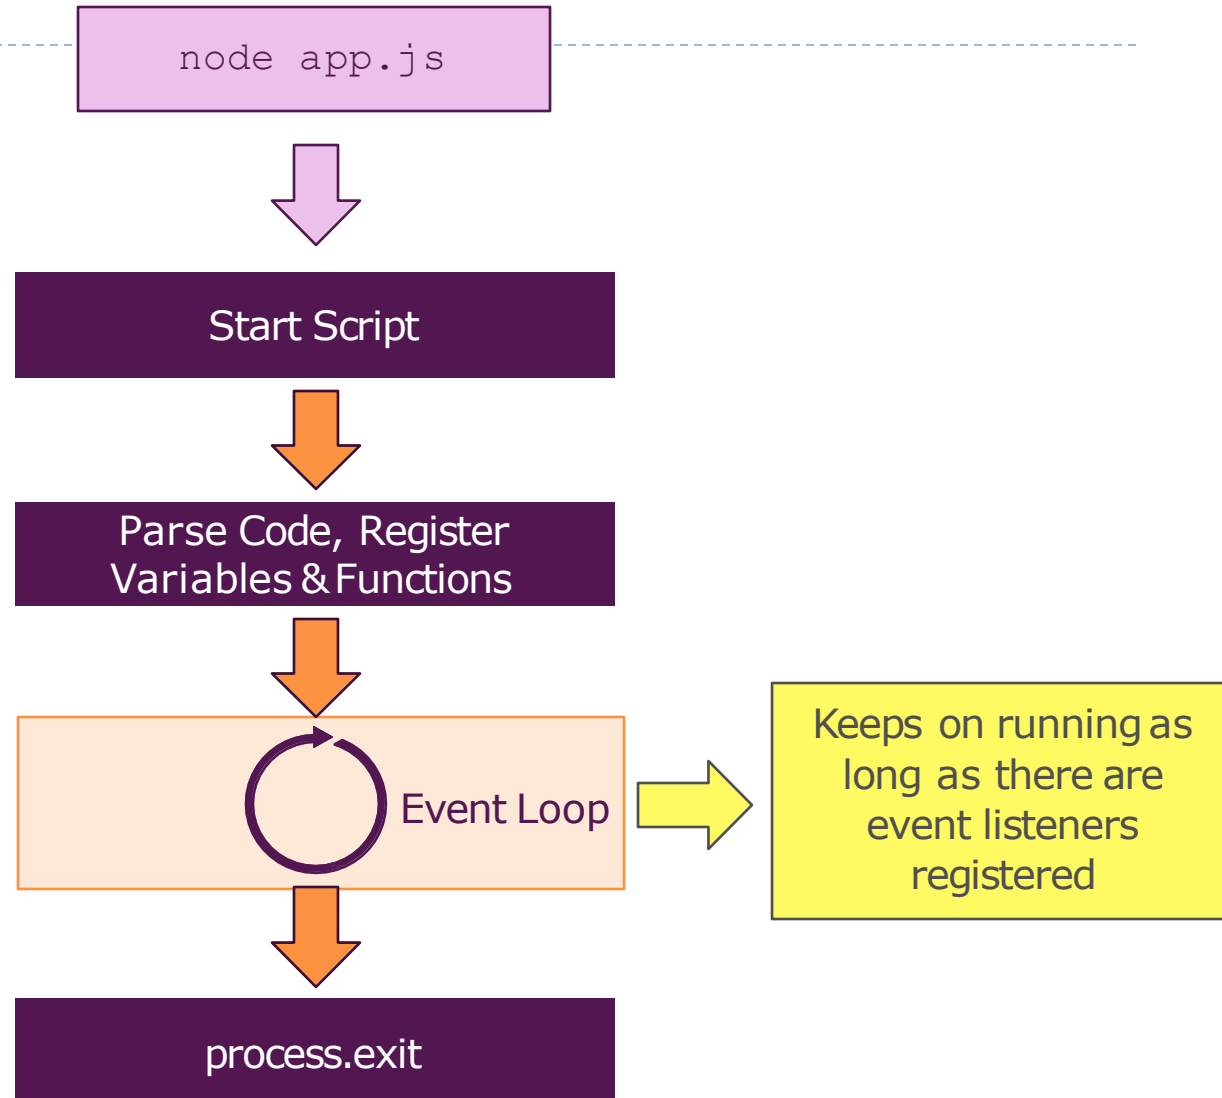 node app.js
Start Script
Parse Code, Register
Variables & Functions
Event Loop
Keeps on running as
long as there are
event listeners
registered
process.exit